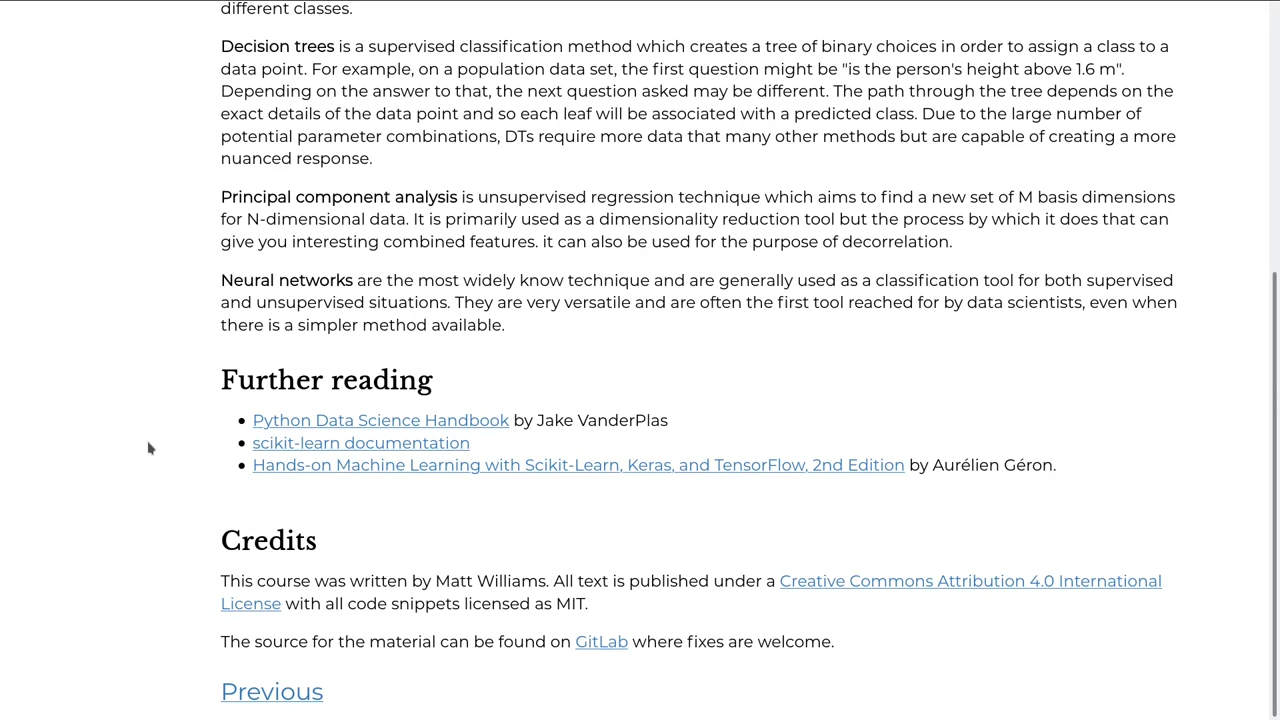 different classes.
Decision trees is a supervised classification method which creates a tree of binary choices in order to assign a class to a
data point. For example, on a population data set, the first question might be "is the person's height above 1.6 m".
Depending on the answer to that, the next question asked may be different. The path through the tree depends on the
exact details of the data point and so each leaf will be associated with a predicted class. Due to the large number of
potential parameter combinations, DTs require more data that many other methods but are capable of creating a more
nuanced response.
Principal component analysis is unsupervised regression technique which aims to find a new set of M basis dimensions
for N-dimensional data. It is primarily used as a dimensionality reduction tool but the process by which it does that can
give you interesting combined features. it can also be used for the purpose of decorrelation.
Neural networks are the most widely know technique and are generally used as a classification tool for both supervised
and unsupervised situations. They are very versatile and are often the first tool reached for by data scientists, even when
there is a simpler method available.
Further reading
• Python Data Science Handbook by Jake VanderPlas
• scikit-learn documentation
• Hands-on Machine Learning with Scikit-Learn, Keras, and TensorFlow, 2nd Edition by Aurélien Géron.
Credits
This course was written by Matt Williams. All text is published under a Creative Commons Attribution 4.0 International
License with all code snippets licensed as MIT.
The source for the material can be found on GitLab where fixes are welcome.
Previous